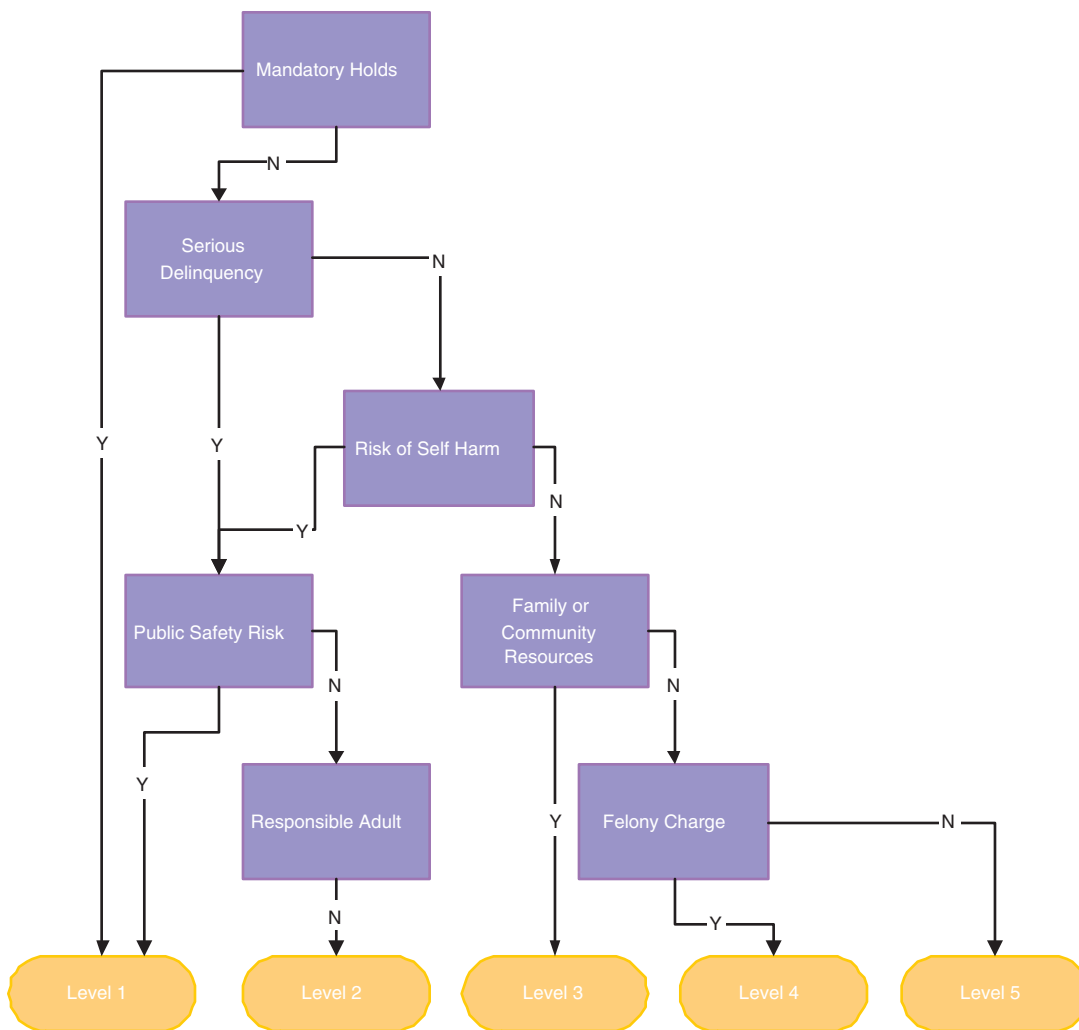 Mandatory Holds
N
Serious
Delinquency
N
Y
Y
Risk of Self Harm
N
Y
Public Safety Risk
N
Family or
Community
Resources
N
Y
Responsible Adult
Y
Felony Charge
N
N
Y
Level 1
Level 2
Level 3
Level 4
Level 5